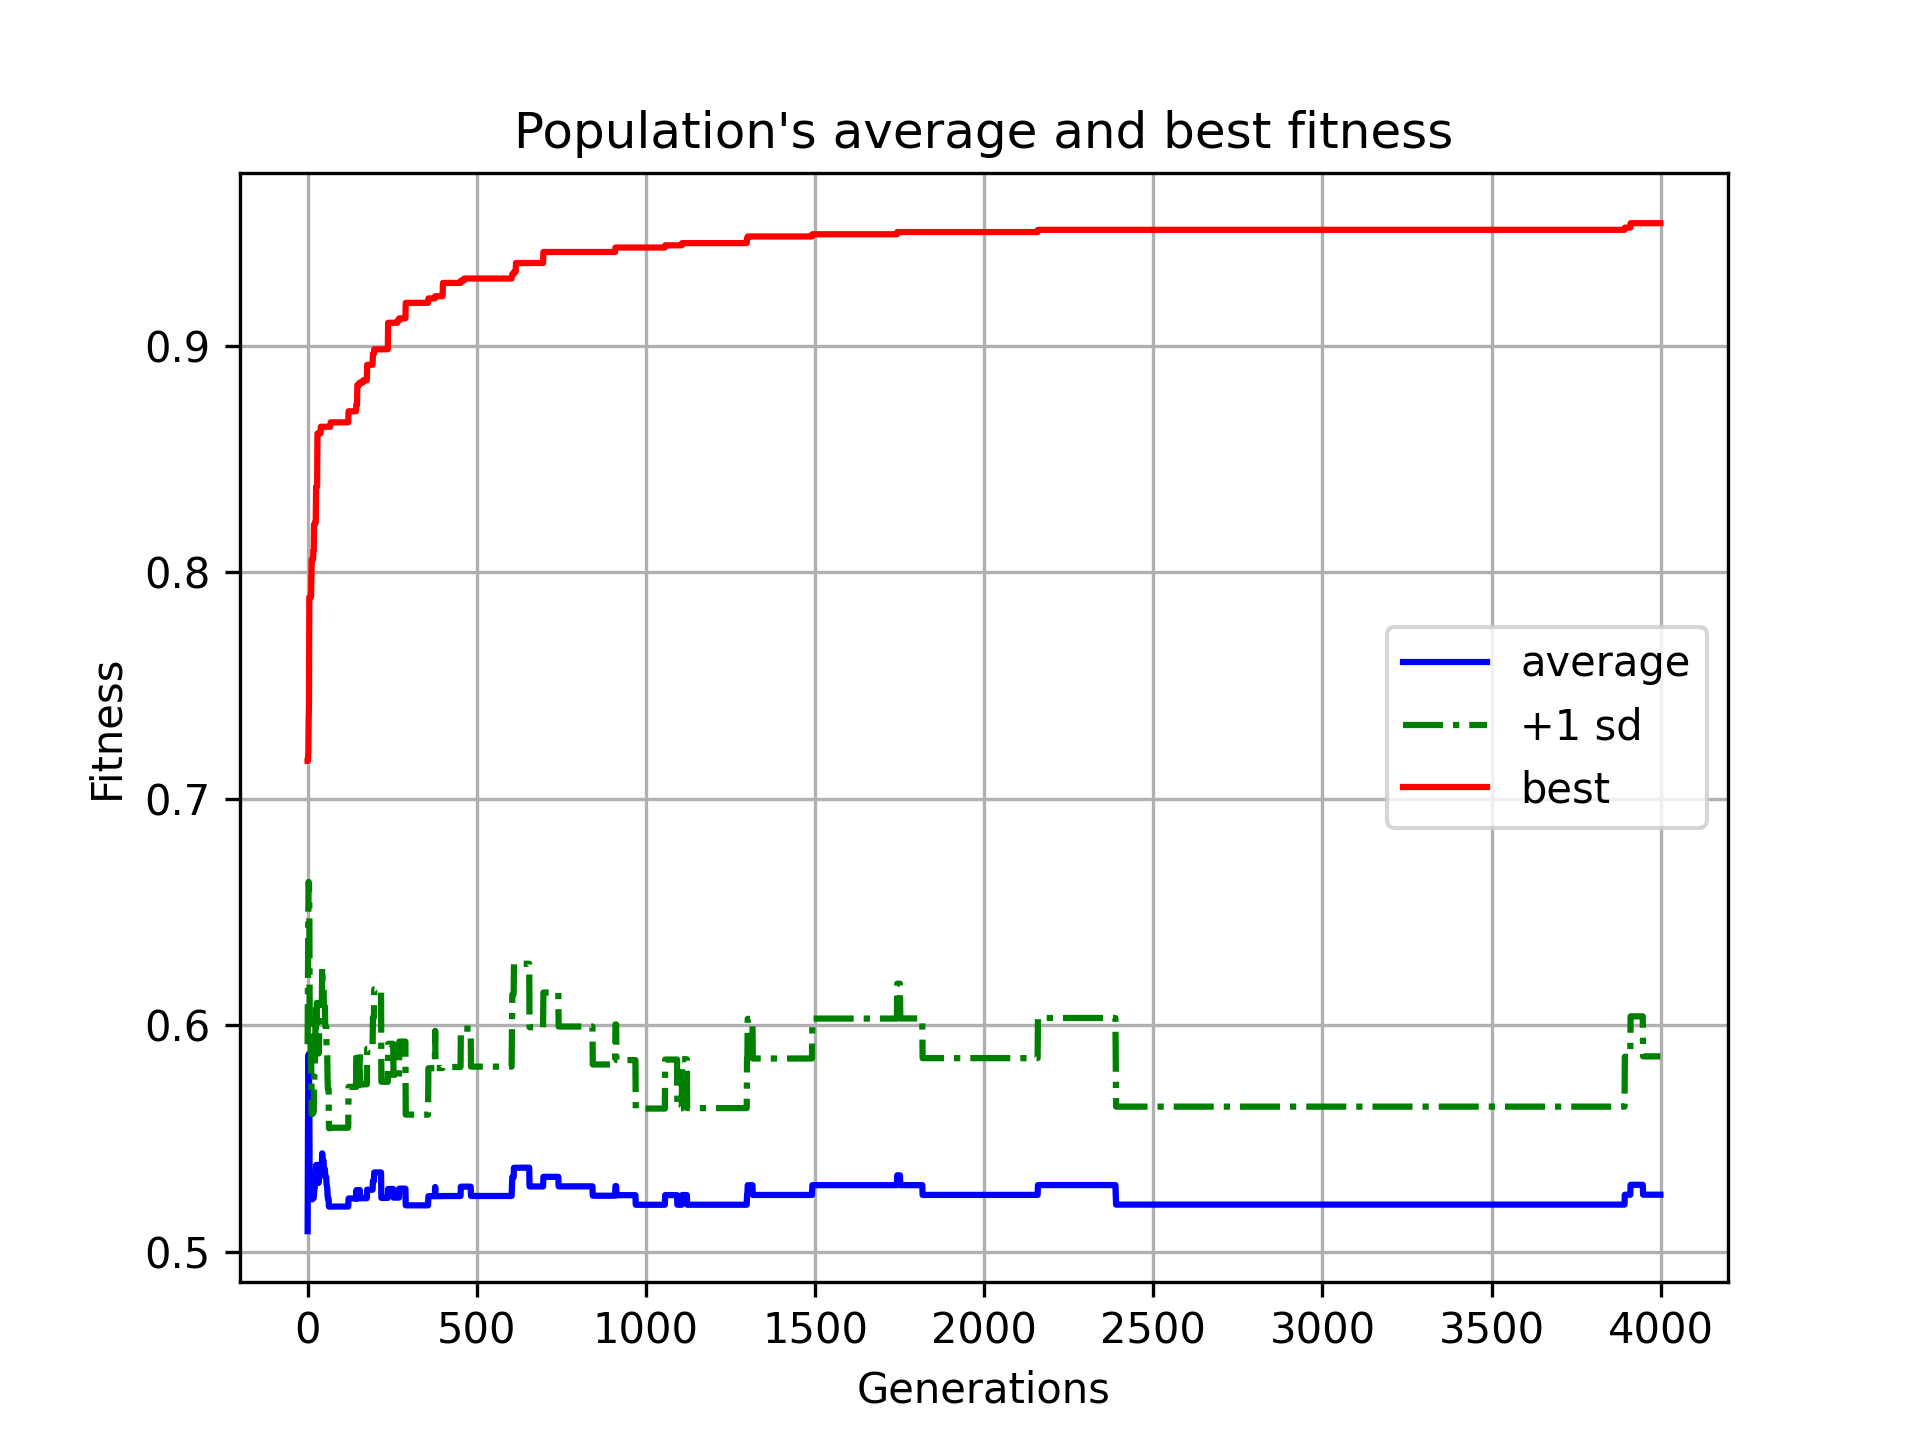 Population's average and best fitness
Fitness
0.9
0.8
0.7
0.6
0.5
average
+1 sd
best
0 500 1000 1500 2000 2500 3000 3500 4000
Generations